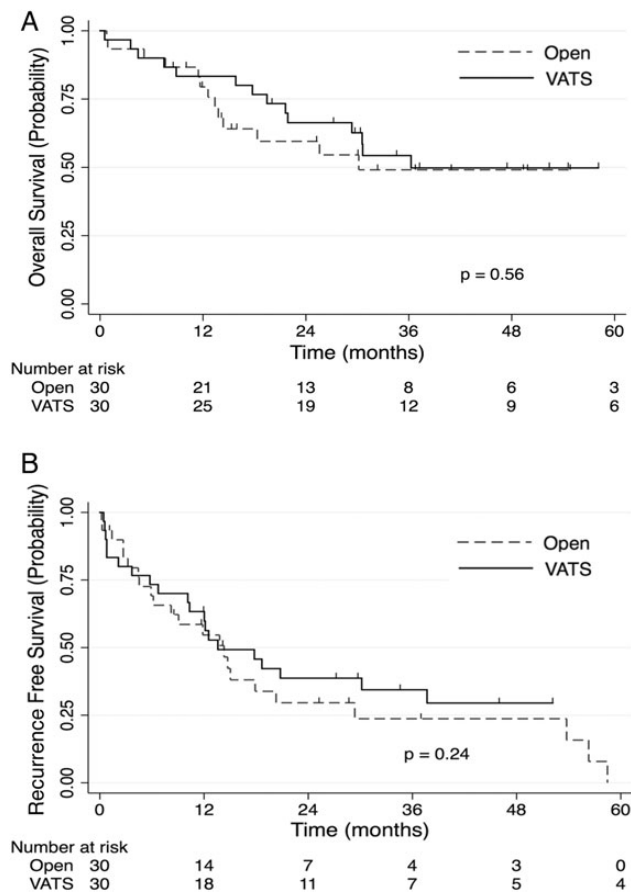 A
Overall Survival (Probability)
1.00
0.75
0.50
0.25
0.00
Open
VATS
p = 0.56
0 12 24 36 48 60
Time (months)
Number at risk
Open 30 21 13 8 6 3
VATS 30 25 19 12 9 6
B
Recurrence Free Survival (Probability)
1.00
0.75
0.50
0.25
0.00
Open
VATS
p = 0.24
0 12 24 36 48 60
Time (months)
Number at risk
Open 30 14 7 4 3 0
VATS 30 18 11 7 5 4